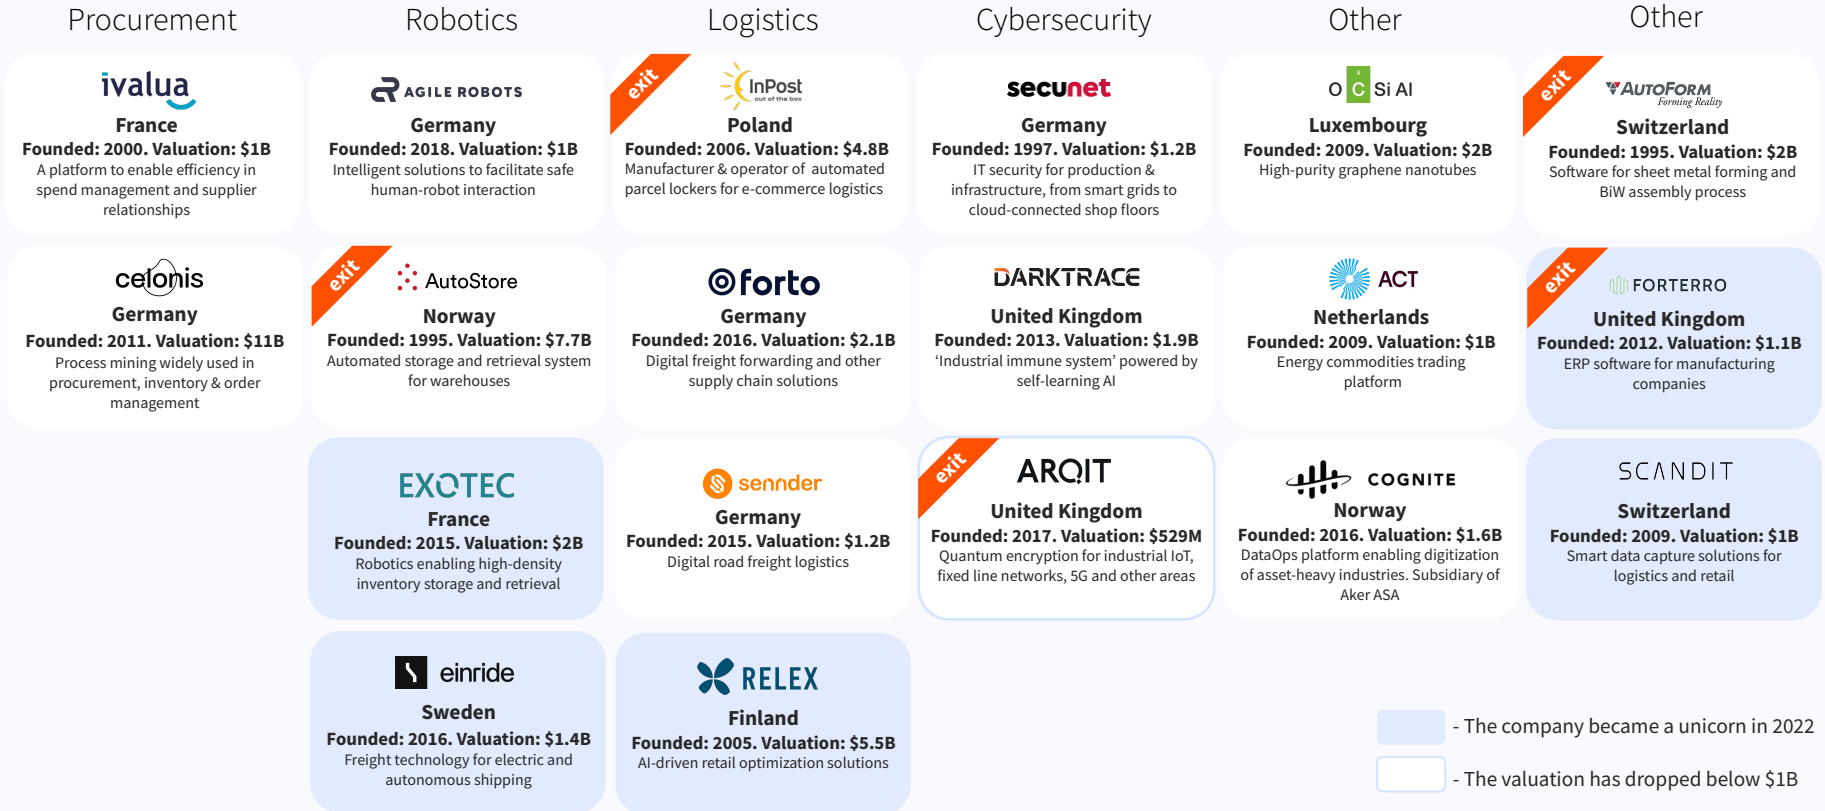 Procurement
ivalua
France
Founded: 2000. Valuation: $1B
A platform to enable efficiency in
spend management and supplier
relationships
celonis
Germany
Founded: 2011. Valuation: $11B
Process mining widely used in
procurement, inventory & order
management
Robotics
AGILE ROBOTS
Germany
Founded: 2018. Valuation: $1B
Intelligent solutions to facilitate safe
human-robot interaction
exit
AutoStore
Norway
Founded: 1995. Valuation: $7.7B
Automated storage and retrieval system
for warehouses
EXOTEC
France
Founded: 2015. Valuation: $2B
Robotics enabling high-density
inventory storage and retrieval
einride
Sweden
Founded: 2016. Valuation: $1.4B
Freight technology for electric and
autonomous shipping
Logistics
exit
InPost
out of the box
Poland
Founded: 2006. Valuation: $4.8B
Manufacturer & operator of automated
parcel lockers for e-commerce logistics
forto
Germany
Founded: 2016. Valuation: $2.1B
Digital freight forwarding and other
supply chain solutions
sennder
Germany
Founded: 2015. Valuation: $1.2B
Digital road freight logistics
RELEX
Finland
Founded: 2005. Valuation: $5.5B
AI-driven retail optimization solutions
Cybersecurity
secunet
Germany
Founded: 1997. Valuation: $1.2B
IT security for production &
infrastructure, from smart grids to
cloud-connected shop floors
DARKTRACE
United Kingdom
Founded: 2013. Valuation: $1.9B
‘Industrial immune system’ powered by
self-learning AI
exit
ARQIT
United Kingdom
Founded: 2017. Valuation: $529M
Quantum encryption for industrial IoT,
fixed line networks, 5G and other areas
Other
6
O C Si Al
Luxembourg
Founded: 2009. Valuation: $2B
High-purity graphene nanotubes
ACT
Netherlands
Founded: 2009. Valuation: $1B
Energy commodities trading
platform
COGNITE
Norway
Founded: 2016. Valuation: $1.6B
DataOps platform enabling digitization
of asset-heavy industries. Subsidiary of
Aker ASA
Other
exit
AUTOFORM
Forming Reality
Switzerland
Founded: 1995. Valuation: $2B
Software for sheet metal forming and
BiW assembly process
exit
FORTERRO
United Kingdom
Founded: 2012. Valuation: $1.1B
ERP software for manufacturing
companies
SCANDIT
Switzerland
Founded: 2009. Valuation: $1B
Smart data capture solutions for
logistics and retail
- The company became a unicorn in 2022
- The valuation has dropped below $1B